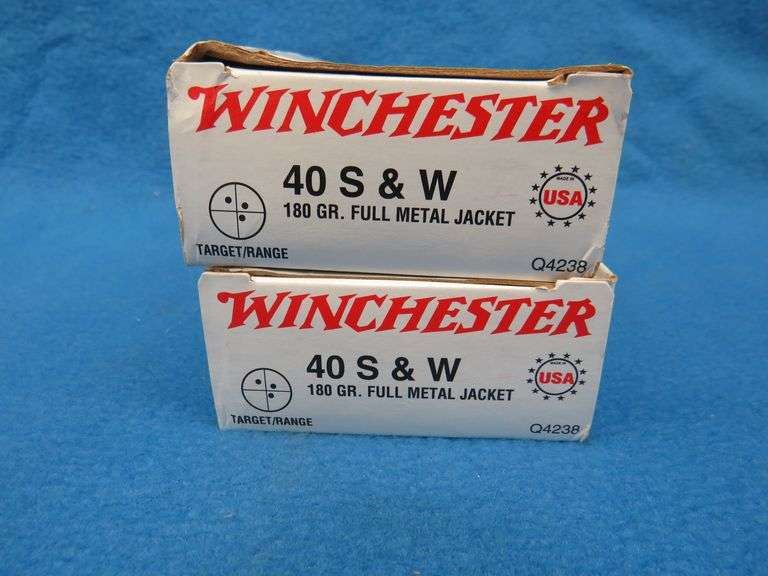 WINCHESTER
40 S & W
180 GR. FULL METAL JACKET
TARGET/RANGE
MADE IN
USA
Q4238
WINCHESTER
40 S & W
180 GR. FULL METAL JACKET
TARGET/RANGE
MADE IN
USA
Q4238